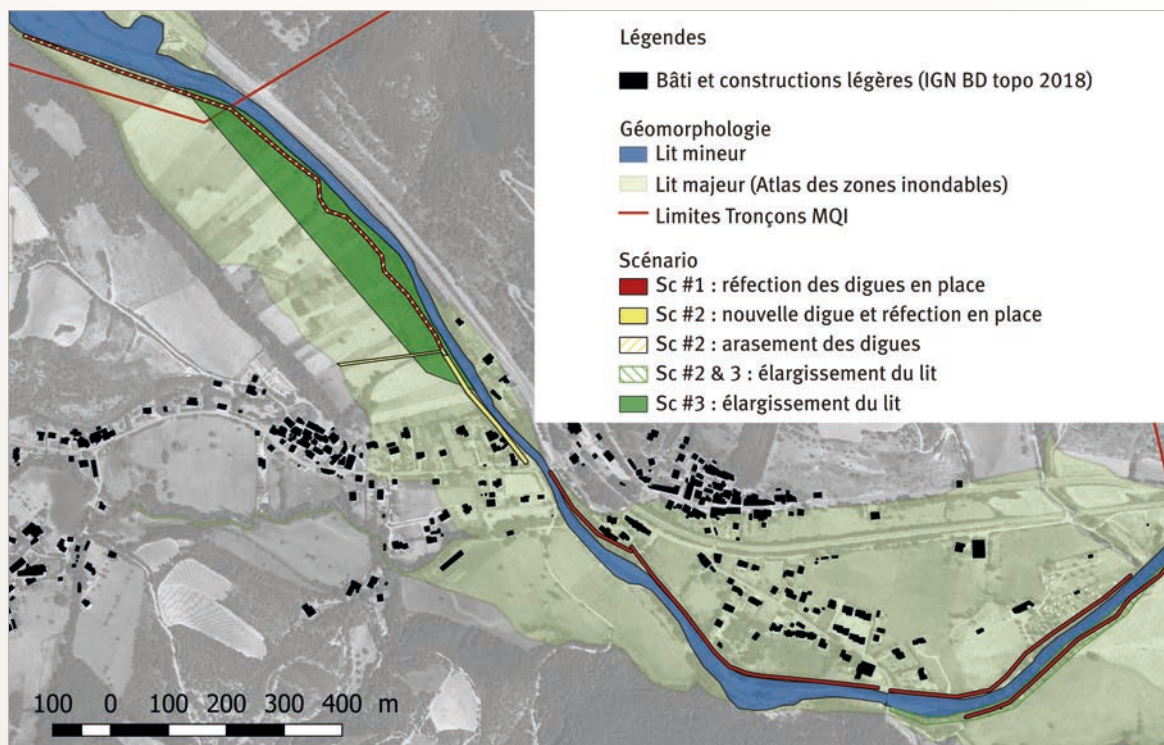 Légendes
Bâti et constructions légères (IGN BD topo 2018)
Géomorphologie
Lit mineur
Lit majeur (Atlas des zones inondables)
Limites Tronçons MQI
Scénario
Sc #1 : réfection des digues en place
Sc #2 : nouvelle digue et réfection en place
Sc #2 : arasement des digues
Sc #2 & 3 : élargissement du lit
Sc #3 : élargissement du lit
100 0 100 200 300 400 m